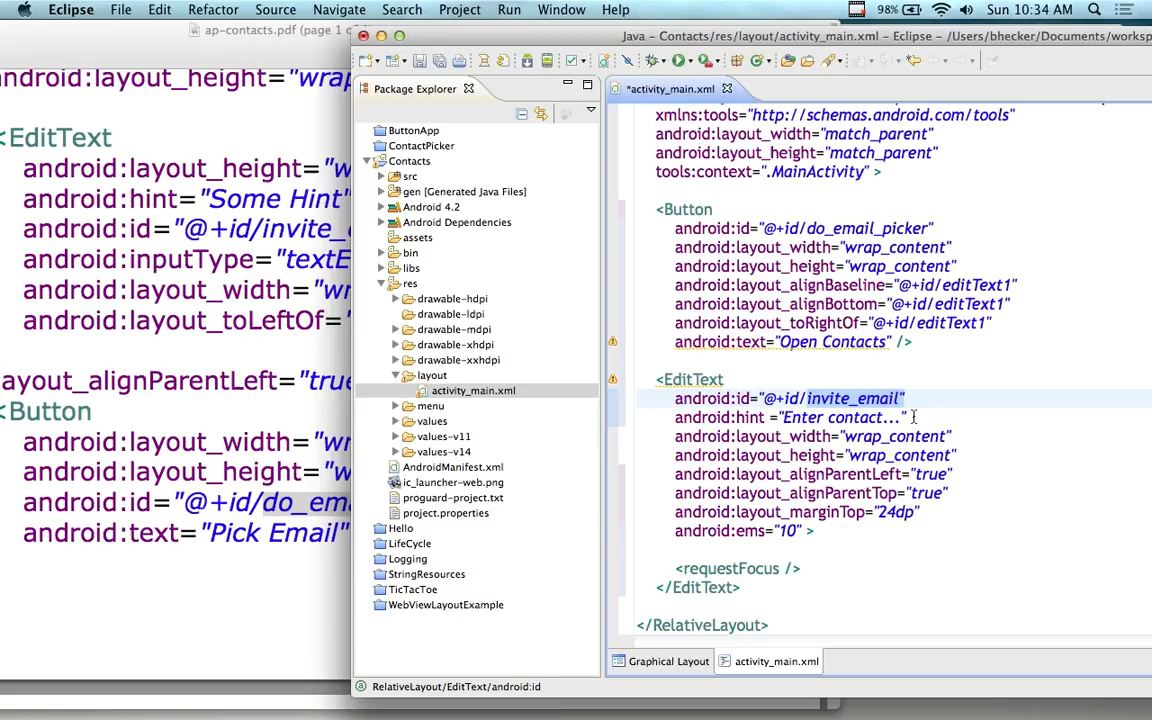 Eclipse File Edit Refactor Source Navigate Search Project Run Window Help 98% Sun 10:34 AM
ap-contacts.pdf (page 1 o
Java - Contacts/res/layout/activity_main.xml - Eclipse - /Users/bhecker/Documents/worksp
android:layout_height="wrap
<EditText
android:layout_height="w
android:hint="Some Hint"
android:id="@+id/invite_e
android:inputType="textE
android:layout_width="wr
android:layout_toLeftOf="
ayout_alignParentLeft="true
<Button
android:layout_width="wr
android:layout_height="w
android:id="@+id/do_ema
android:text="Pick Email"
Package Explorer
ButtonApp
ContactPicker
Contacts
src
gen [Generated Java Files]
Android 4.2
Android Dependencies
assets
bin
libs
res
drawable-hdpi
drawable-ldpi
drawable-mdpi
drawable-xhdpi
drawable-xxhdpi
layout
activity_main.xml
menu
values
values-v11
values-v14
AndroidManifest.xml
ic_launcher-web.png
proguard-project.txt
project.properties
Hello
LifeCycle
Logging
StringResources
TicTacToe
WebViewLayoutExample
*activity_main.xml
xmlns:tools="http://schemas.android.com/tools"
android:layout_width="match_parent"
android:layout_height="match_parent"
tools:context=".MainActivity" >
<Button
android:id="@+id/do_email_picker"
android:layout_width="wrap_content"
android:layout_height="wrap_content"
android:layout_alignBaseline="@+id/editText1"
android:layout_alignBottom="@+id/editText1"
android:layout_toRightOf="@+id/editText1"
android:text="Open Contacts" />
<EditText
android:id="@+id/invite_email"
android:hint ="Enter contact..."
android:layout_width="wrap_content"
android:layout_height="wrap_content"
android:layout_alignParentLeft="true"
android:layout_alignParentTop="true"
android:layout_marginTop="24dp"
android:ems="10" >
<requestFocus />
</EditText>
</RelativeLayout>
Graphical Layout activity_main.xml
RelativeLayout/EditText/android:id